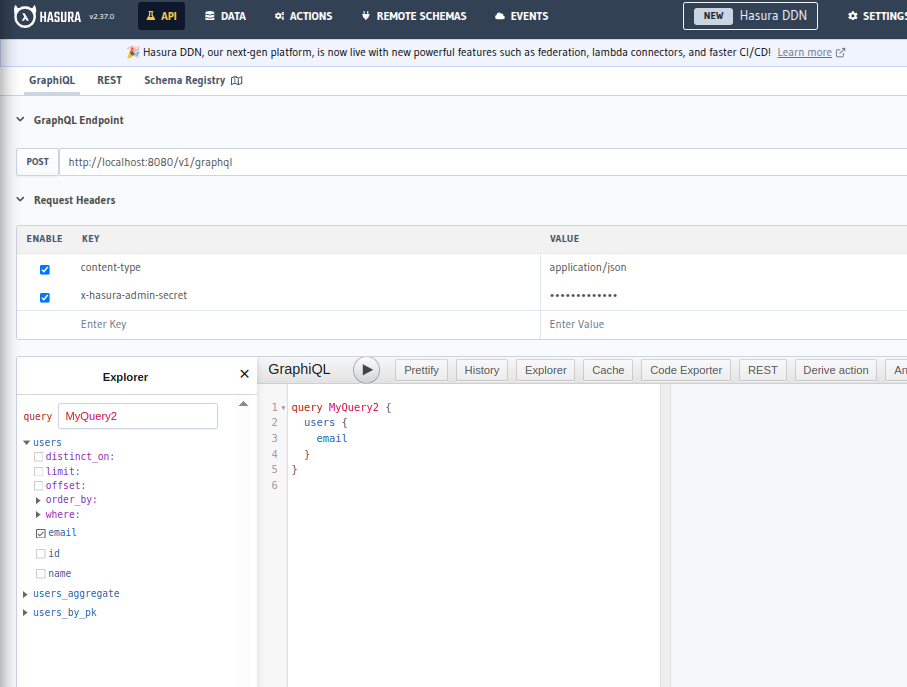 HASURA v2.37.0 API DATA ACTIONS REMOTE SCHEMAS EVENTS NEW Hasura DDN SETTINGS
🎉 Hasura DDN, our next-gen platform, is now live with new powerful features such as federation, lambda connectors, and faster CI/CD! Learn more
GraphiQL REST Schema Registry
GraphQL Endpoint
POST http://localhost:8080/v1/graphql
Request Headers
ENABLE KEY VALUE
content-type application/json
x-hasura-admin-secret •••••••••••••
Enter Key Enter Value
Explorer
GraphiQL Prettify History Explorer Cache Code Exporter REST Derive action An
query MyQuery2
users
distinct_on:
limit:
offset:
order_by:
where:
email
id
name
users_aggregate
users_by_pk
1 query MyQuery2 {
2 users {
3 email
4 }
5 }
6